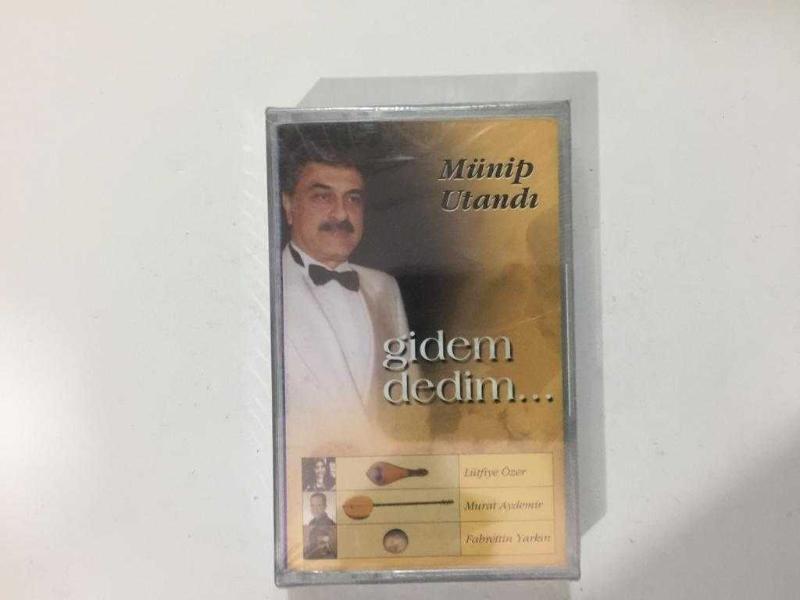 Münip
Utandı
gidem
dedim...
Lütfiye Özer
Murat Aydemir
Fahrettin Yarkın